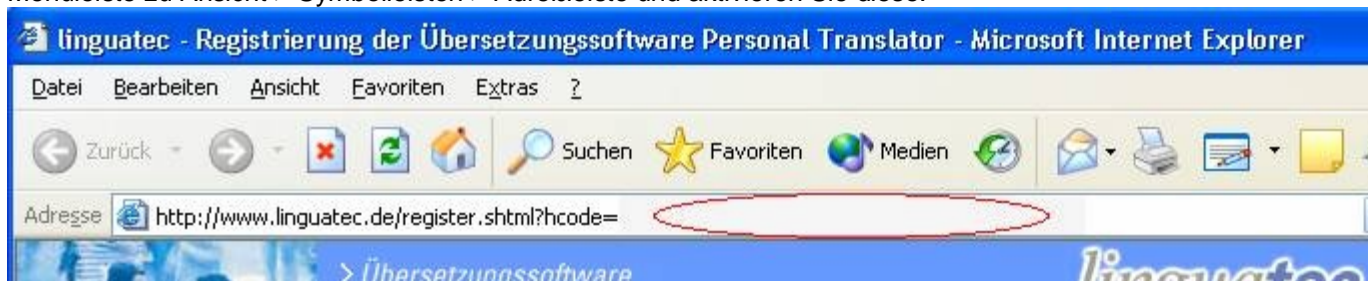 linguatec - Registrierung der Übersetzungssoftware Personal Translator - Microsoft Internet Explorer
Datei Bearbeiten Ansicht Favoriten Extras ?
Zurück Suchen Favoriten Medien
Adresse http://www.linguatec.de/register.shtml?hcode=
> Übersetzungssoftware linguatec